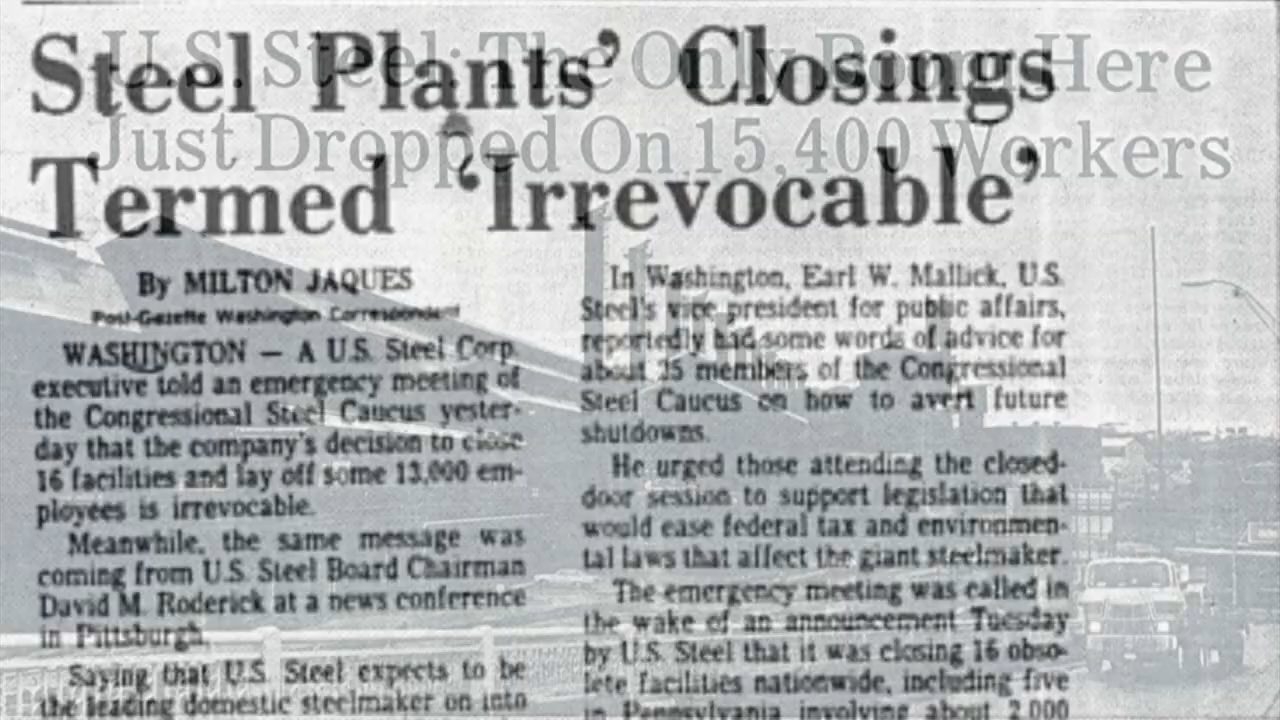 Steel Plants' Closings
Termed 'Irrevocable'
U.S. Steel: The Only Boom Here
Just Dropped On 15,400 Workers
By MILTON JAQUES
Post-Gazette Washington Correspondent
WASHINGTON — A U.S. Steel Corp.
executive told an emergency meeting of
the Congressional Steel Caucus yester-
day that the company's decision to close
16 facilities and lay off some 13,000 em-
ployees is irrevocable.
Meanwhile, the same message was
coming from U.S. Steel Board Chairman
David M. Roderick at a news conference
in Pittsburgh.
Saying that U.S. Steel expects to be
the leading domestic steelmaker on into
In Washington, Earl W. Mallick, U.S.
Steel's vice president for public affairs,
reportedly had some words of advice for
about 25 members of the Congressional
Steel Caucus on how to avert future
shutdowns.
He urged those attending the closed-
door session to support legislation that
would ease federal tax and environmen-
tal laws that affect the giant steelmaker.
The emergency meeting was called in
the wake of an announcement Tuesday
by U.S. Steel that it was closing 16 obso-
lete facilities nationwide, including five
in Pennsylvania involving about 2,000